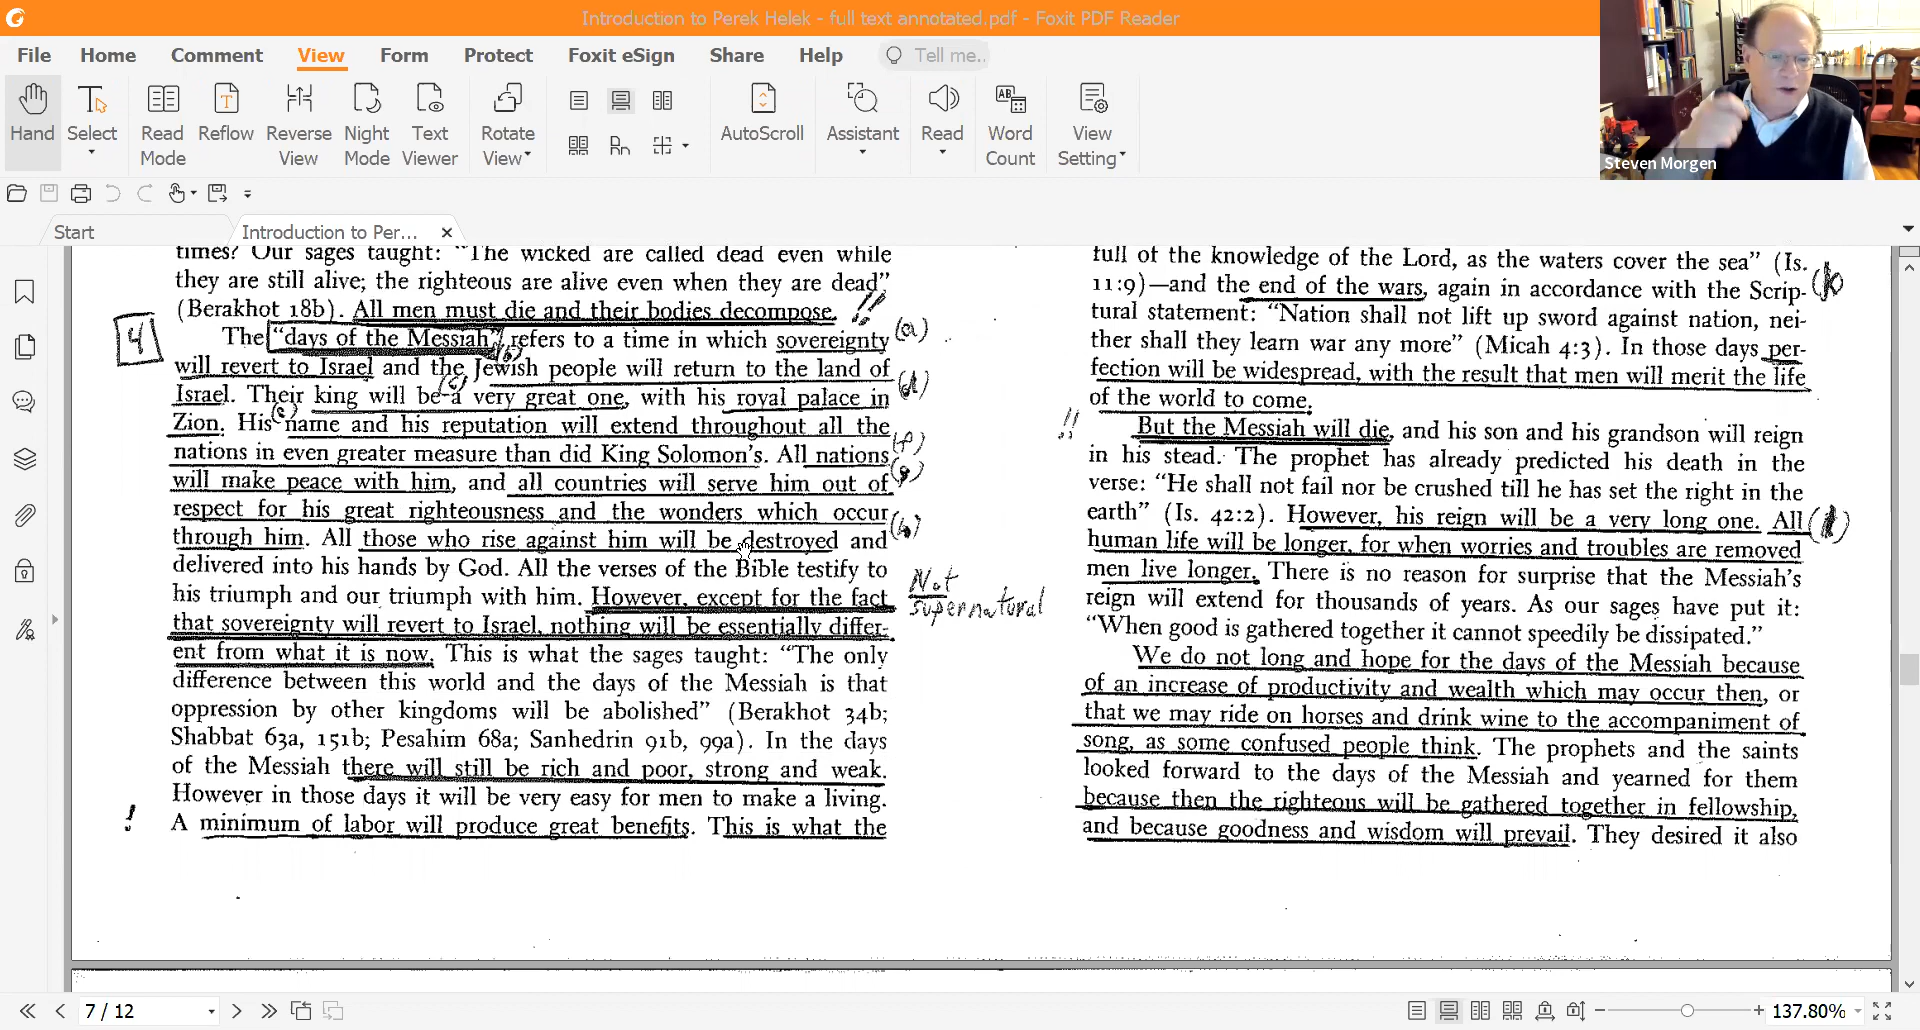 Introduction to Perek Helek - full text annotated.pdf - Foxit PDF Reader
File Home Comment View Form Protect Foxit eSign Share Help Tell me..
Hand Select Read Mode Reflow Reverse View Night Mode Text Viewer Rotate View AutoScroll Assistant Read Word Count View Setting
Steven Morgen
Start Introduction to Per...
times? Our sages taught: "The wicked are called dead even while
they are still alive; the righteous are alive even when they are dead"
(Berakhot 18b). All men must die and their bodies decompose. !!
4
The "days of the Messiah" refers to a time in which sovereignty (a)
will revert to Israel and the (b) Jewish people will return to the land of
Israel. Their king will be (c) a very great one, with his royal palace in (d)
Zion. His (e) name and his reputation will extend throughout all the
nations in even greater measure than did King Solomon's. All nations (f)
will make peace with him, and all countries will serve him out of (g)
respect for his great righteousness and the wonders which occur
through him. All those who rise against him will be destroyed and (h)
delivered into his hands by God. All the verses of the Bible testify to
his triumph and our triumph with him. However, except for the fact
Not supernatural
that sovereignty will revert to Israel, nothing will be essentially differ-
ent from what it is now. This is what the sages taught: "The only
difference between this world and the days of the Messiah is that
oppression by other kingdoms will be abolished" (Berakhot 34b;
Shabbat 63a, 151b; Pesahim 68a; Sanhedrin 91b, 99a). In the days
of the Messiah there will still be rich and poor, strong and weak.
However in those days it will be very easy for men to make a living.
! A minimum of labor will produce great benefits. This is what the
full of the knowledge of the Lord, as the waters cover the sea" (Is.
11:9)—and the end of the wars, again in accordance with the Scrip- (k)
tural statement: "Nation shall not lift up sword against nation, nei-
ther shall they learn war any more" (Micah 4:3). In those days per-
fection will be widespread, with the result that men will merit the life
of the world to come.
!! But the Messiah will die, and his son and his grandson will reign
in his stead. The prophet has already predicted his death in the
verse: "He shall not fail nor be crushed till he has set the right in the
earth" (Is. 42:2). However, his reign will be a very long one. All
human life will be longer, for when worries and troubles are removed
men live longer. There is no reason for surprise that the Messiah's
reign will extend for thousands of years. As our sages have put it:
"When good is gathered together it cannot speedily be dissipated."
We do not long and hope for the days of the Messiah because
of an increase of productivity and wealth which may occur then, or
that we may ride on horses and drink wine to the accompaniment of
song, as some confused people think. The prophets and the saints
looked forward to the days of the Messiah and yearned for them
because then the righteous will be gathered together in fellowship,
and because goodness and wisdom will prevail. They desired it also
7 / 12 137.80%